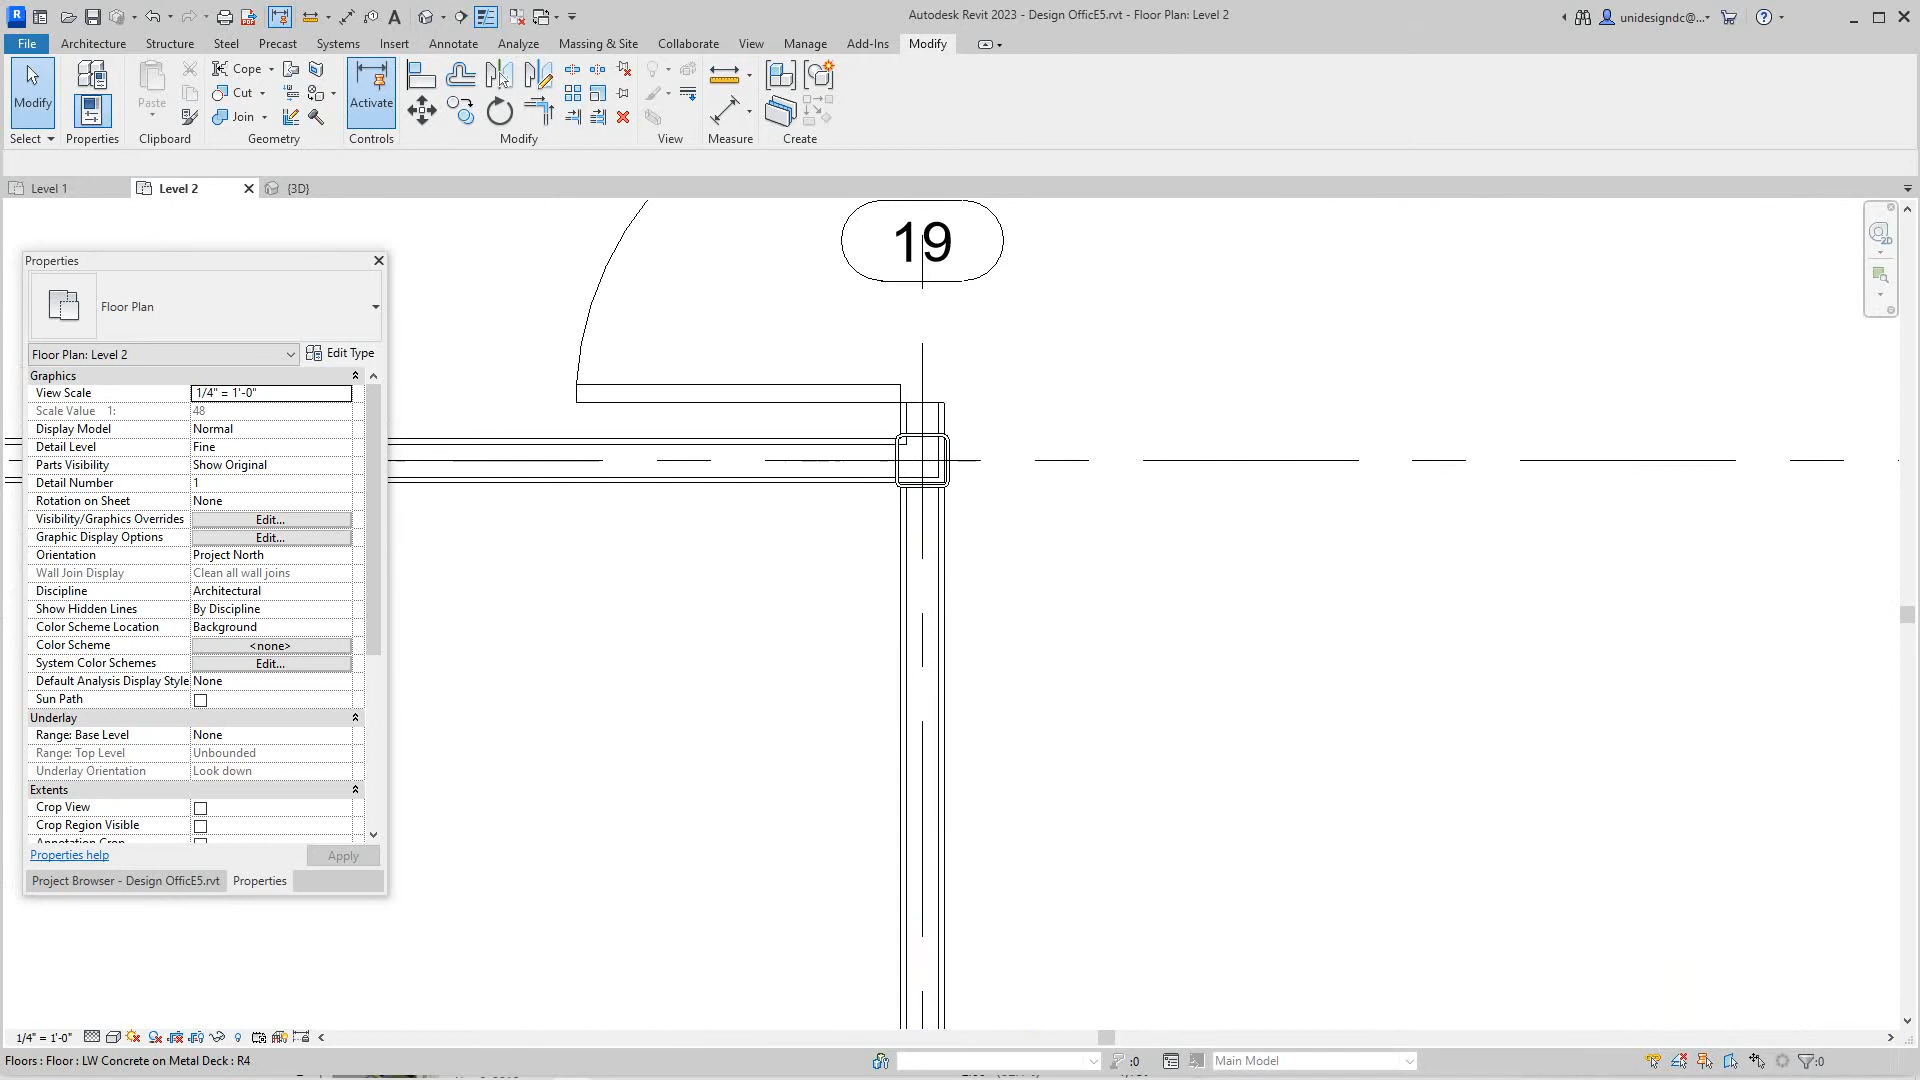 Autodesk Revit 2023 - Design OfficE5.rvt - Floor Plan: Level 2
unidesigndc@...
File Architecture Structure Steel Precast Systems Insert Annotate Analyze Massing & Site Collaborate View Manage Add-Ins Modify
Modify
Paste
Cope
Cut
Join
Activate
Select Properties Clipboard Geometry Controls Modify View Measure Create
Level 1
Level 2
{3D}
19
2D
Properties
Floor Plan
Floor Plan: Level 2
Edit Type
Graphics
View Scale 1/4" = 1'-0"
Scale Value 1: 48
Display Model Normal
Detail Level Fine
Parts Visibility Show Original
Detail Number 1
Rotation on Sheet None
Visibility/Graphics Overrides Edit...
Graphic Display Options Edit...
Orientation Project North
Wall Join Display Clean all wall joins
Discipline Architectural
Show Hidden Lines By Discipline
Color Scheme Location Background
Color Scheme <none>
System Color Schemes Edit...
Default Analysis Display Style None
Sun Path
Underlay
Range: Base Level None
Range: Top Level Unbounded
Underlay Orientation Look down
Extents
Crop View
Crop Region Visible
Properties help
Apply
Project Browser - Design OfficE5.rvt Properties
1/4" = 1'-0"
Floors : Floor : LW Concrete on Metal Deck : R4
:0
Main Model
:0